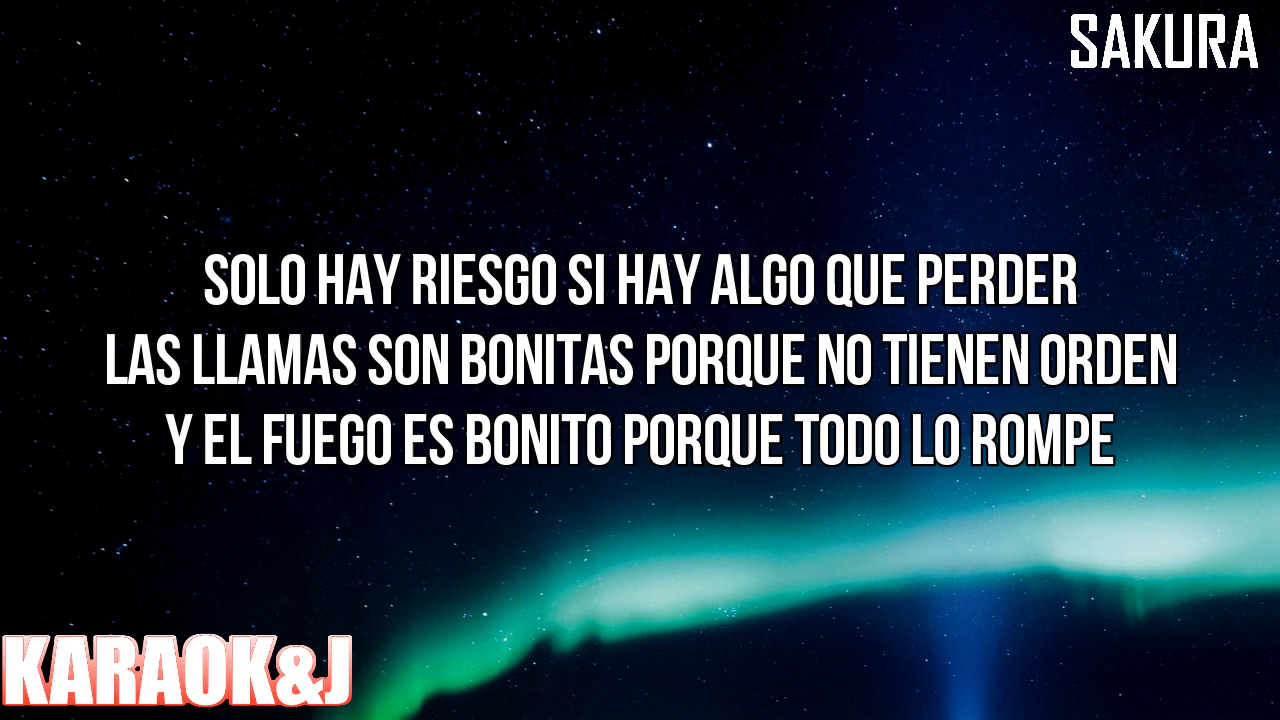 SAKURA
SOLO HAY RIESGO SI HAY ALGO QUE PERDER
LAS LLAMAS SON BONITAS PORQUE NO TIENEN ORDEN
Y EL FUEGO ES BONITO PORQUE TODO LO ROMPE
KARAOK&J